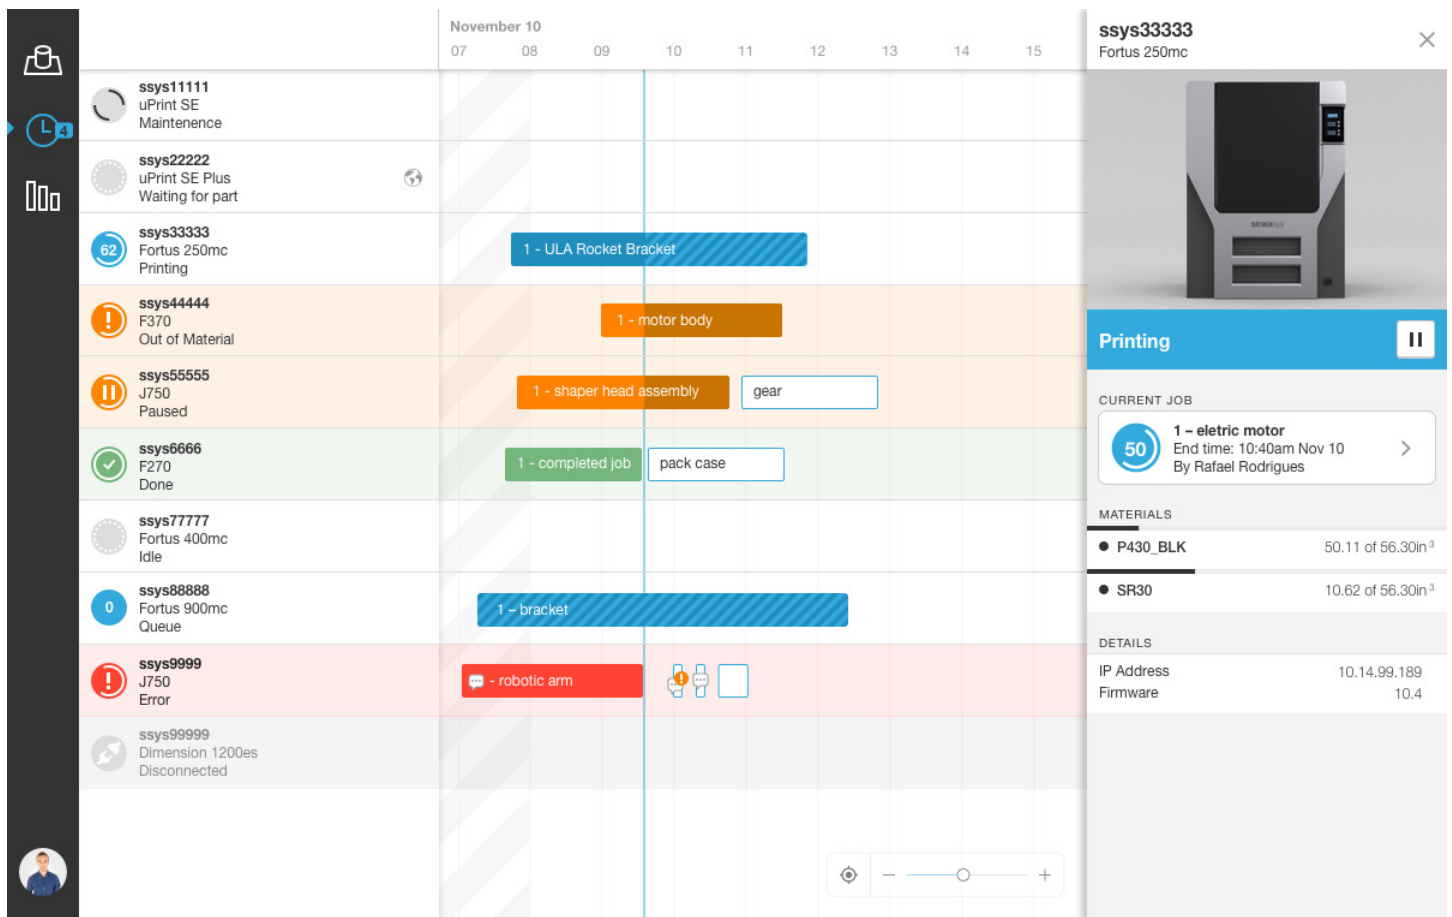 November 10
07 08 09 10 11 12 13 14 15
4
ssys11111
uPrint SE
Maintenence
ssys22222
uPrint SE Plus
Waiting for part
62
ssys33333
Fortus 250mc
Printing
1 - ULA Rocket Bracket
ssys44444
F370
Out of Material
1 - motor body
ssys55555
J750
Paused
1 - shaper head assembly
gear
ssys6666
F270
Done
1 - completed job
pack case
ssys77777
Fortus 400mc
Idle
0
ssys88888
Fortus 900mc
Queue
1 – bracket
ssys9999
J750
Error
- robotic arm
ssys99999
Dimension 1200es
Disconnected
ssys33333
Fortus 250mc
stratasys
Printing
CURRENT JOB
50
1 – eletric motor
End time: 10:40am Nov 10
By Rafael Rodrigues
MATERIALS
P430_BLK 50.11 of 56.30in³
SR30 10.62 of 56.30in³
DETAILS
IP Address 10.14.99.189
Firmware 10.4